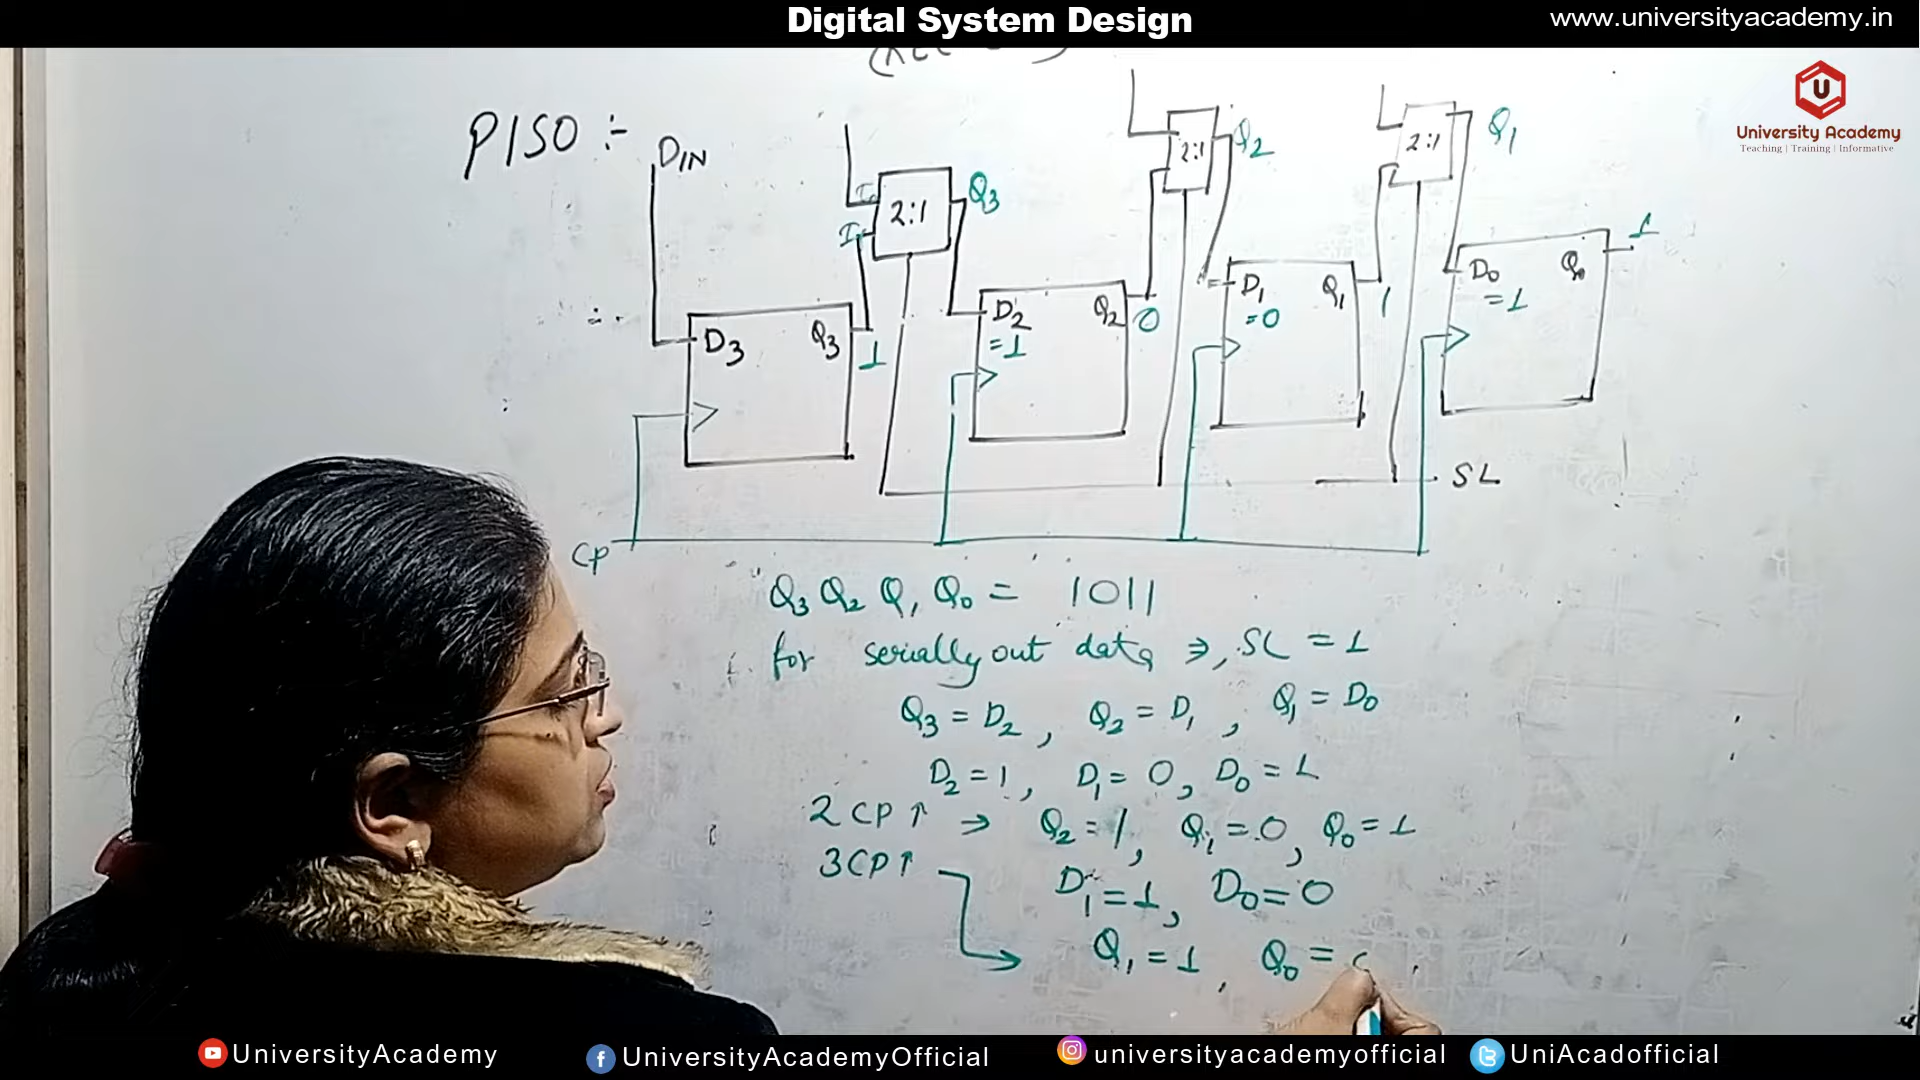 Digital System Design
www.universityacademy.in
U
University Academy
Teaching | Training | Informative
PISO :-
DIN
2:1
Q3
2:1
Q2
2:1
Q1
D3
Q3
1
D2
= 1
Q2
0
D1
= 0
Q1
1
D0
= 1
Q0
1
SL
CP
Q3 Q2 Q1 Q0 = 1011
for serially out data ⇒, SL = 1
Q3 = D2 , Q2 = D1 , Q1 = D0
D2 = 1 , D1 = 0 , D0 = 1
2 CP↑ ⇒ Q2 = 1 , Q1 = 0 , Q0 = 1
3CP↑
D1 = 1 , D0 = 0
Q1 = 1 , Q0 =
UniversityAcademy
UniversityAcademyOfficial
universityacademyofficial
UniAcadofficial